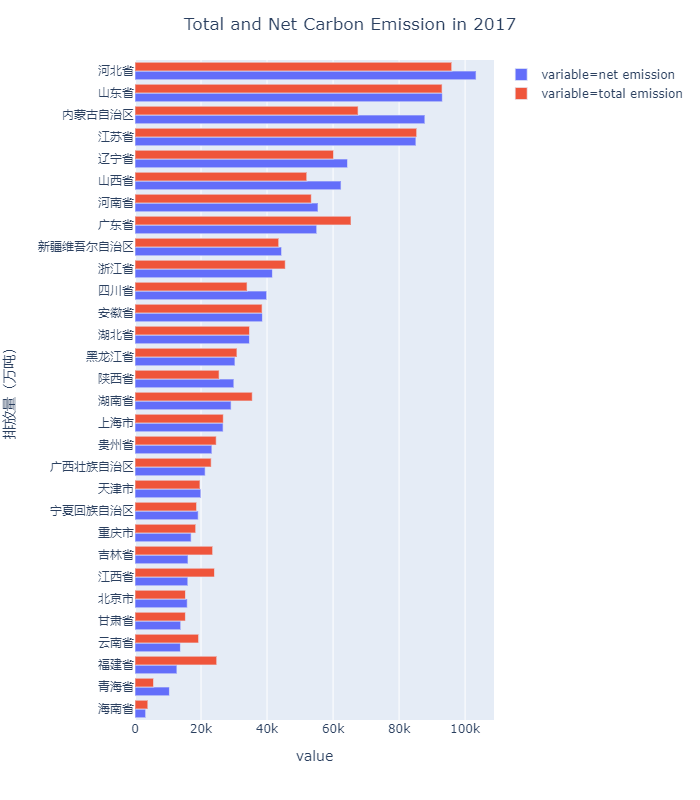 Total and Net Carbon Emission in 2017
variable=net emission
variable=total emission
排放量（万吨）
河北省
山东省
内蒙古自治区
江苏省
辽宁省
山西省
河南省
广东省
新疆维吾尔自治区
浙江省
四川省
安徽省
湖北省
黑龙江省
陕西省
湖南省
上海市
贵州省
广西壮族自治区
天津市
宁夏回族自治区
重庆市
吉林省
江西省
北京市
甘肃省
云南省
福建省
青海省
海南省
0 20k 40k 60k 80k 100k
value